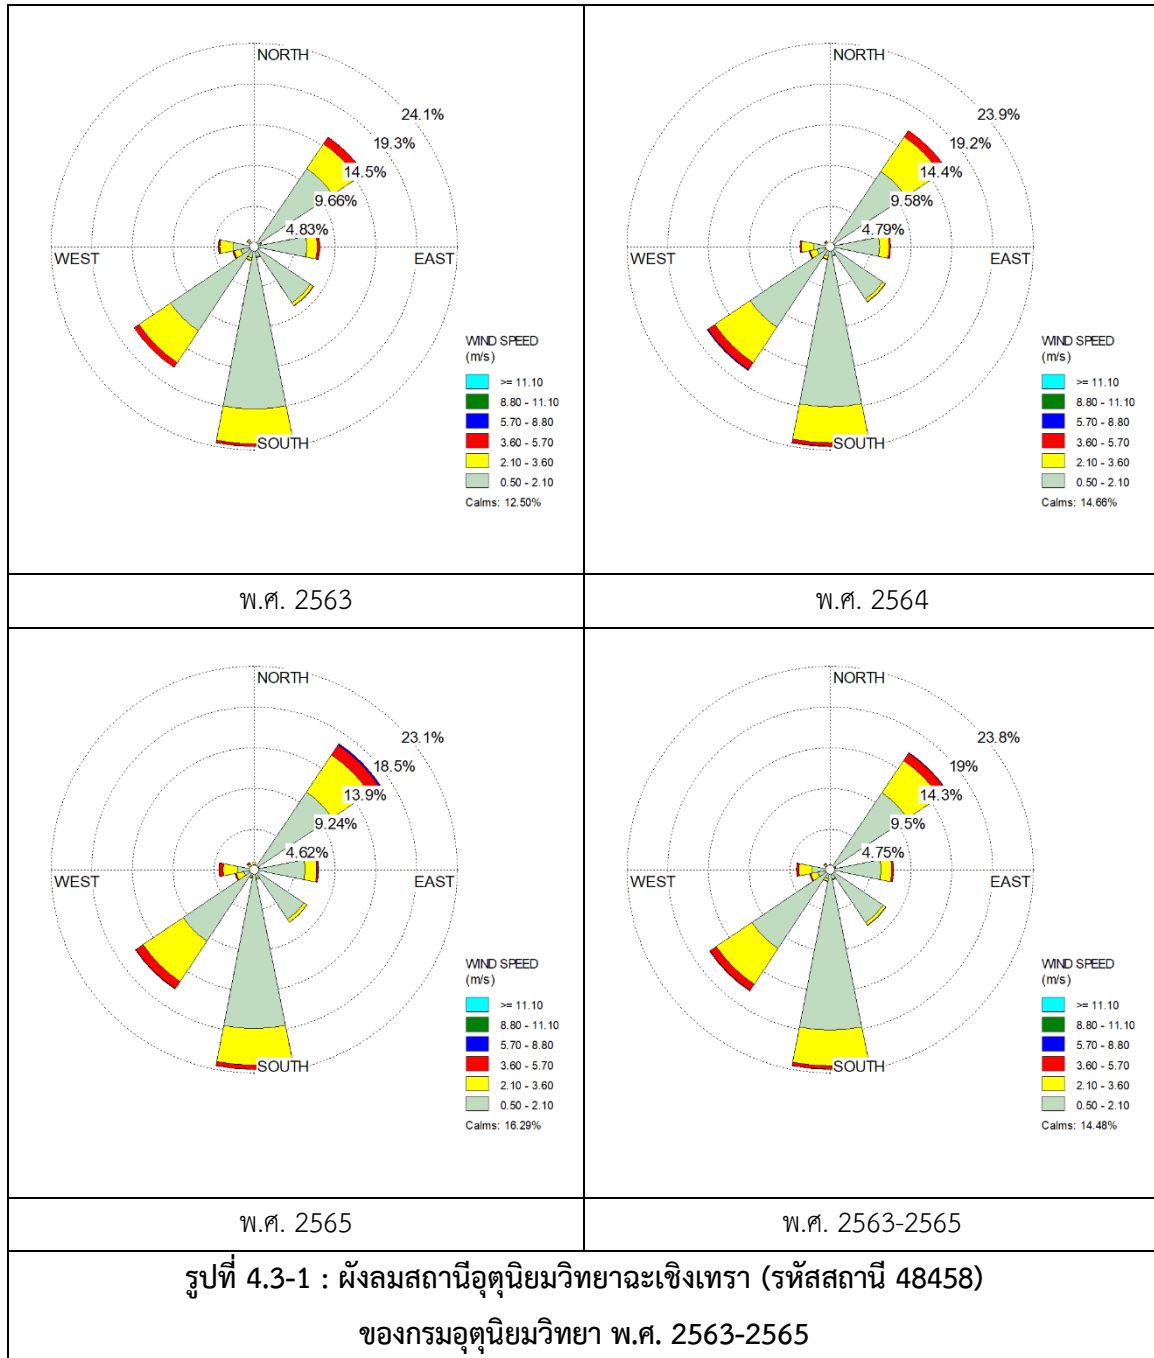 NORTH
24.1%
19.3%
14.5%
9.66%
4.83%
WEST
EAST
SOUTH
WIND SPEED
(m/s)
>= 11.10
8.80 - 11.10
5.70 - 8.80
3.60 - 5.70
2.10 - 3.60
0.50 - 2.10
Calms: 12.50%
พ.ศ. 2563
NORTH
23.9%
19.2%
14.4%
9.58%
4.79%
WEST
EAST
SOUTH
WIND SPEED
(m/s)
>= 11.10
8.80 - 11.10
5.70 - 8.80
3.60 - 5.70
2.10 - 3.60
0.50 - 2.10
Calms: 14.66%
พ.ศ. 2564
NORTH
23.1%
18.5%
13.9%
9.24%
4.62%
WEST
EAST
SOUTH
WIND SPEED
(m/s)
>= 11.10
8.80 - 11.10
5.70 - 8.80
3.60 - 5.70
2.10 - 3.60
0.50 - 2.10
Calms: 16.29%
พ.ศ. 2565
NORTH
23.8%
19%
14.3%
9.5%
4.75%
WEST
EAST
SOUTH
WIND SPEED
(m/s)
>= 11.10
8.80 - 11.10
5.70 - 8.80
3.60 - 5.70
2.10 - 3.60
0.50 - 2.10
Calms: 14.48%
พ.ศ. 2563-2565
รูปที่ 4.3-1 : ผังลมสถานีอุตุนิยมวิทยาฉะเชิงเทรา (รหัสสถานี 48458)
ของกรมอุตุนิยมวิทยา พ.ศ. 2563-2565